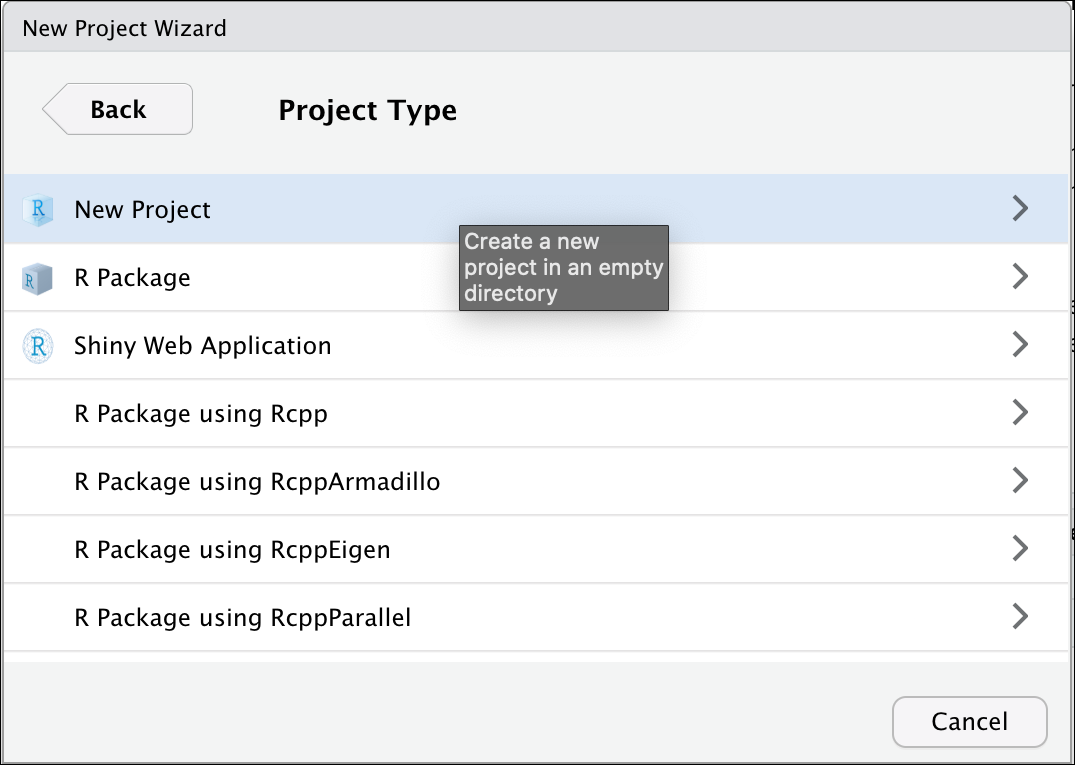 New Project Wizard
Back
Project Type
R
New Project
Create a new
project in an empty
directory
R
R Package
R
Shiny Web Application
R Package using Rcpp
R Package using RcppArmadillo
R Package using RcppEigen
R Package using RcppParallel
Cancel